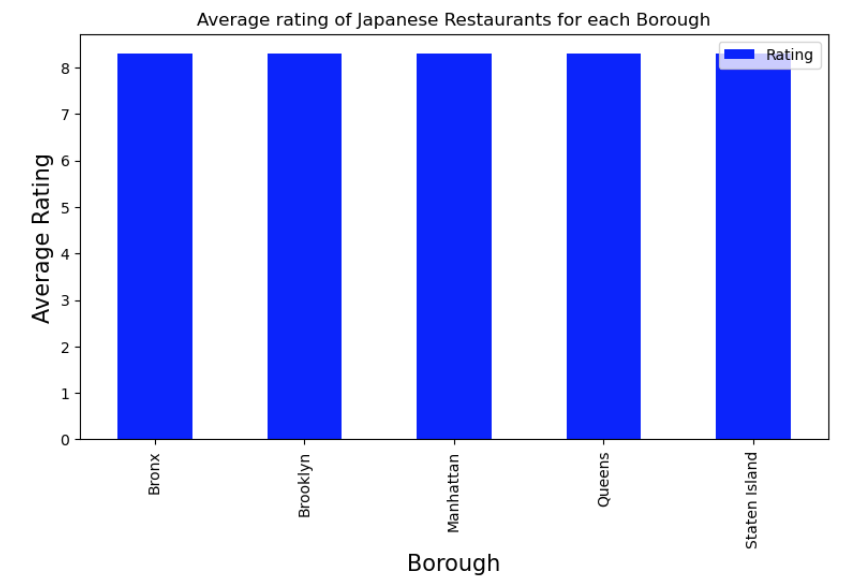 Average rating of Japanese Restaurants for each Borough
Rating
8
7
6
5
4
3
2
1
0
Average Rating
Bronx
Brooklyn
Manhattan
Queens
Staten Island
Borough